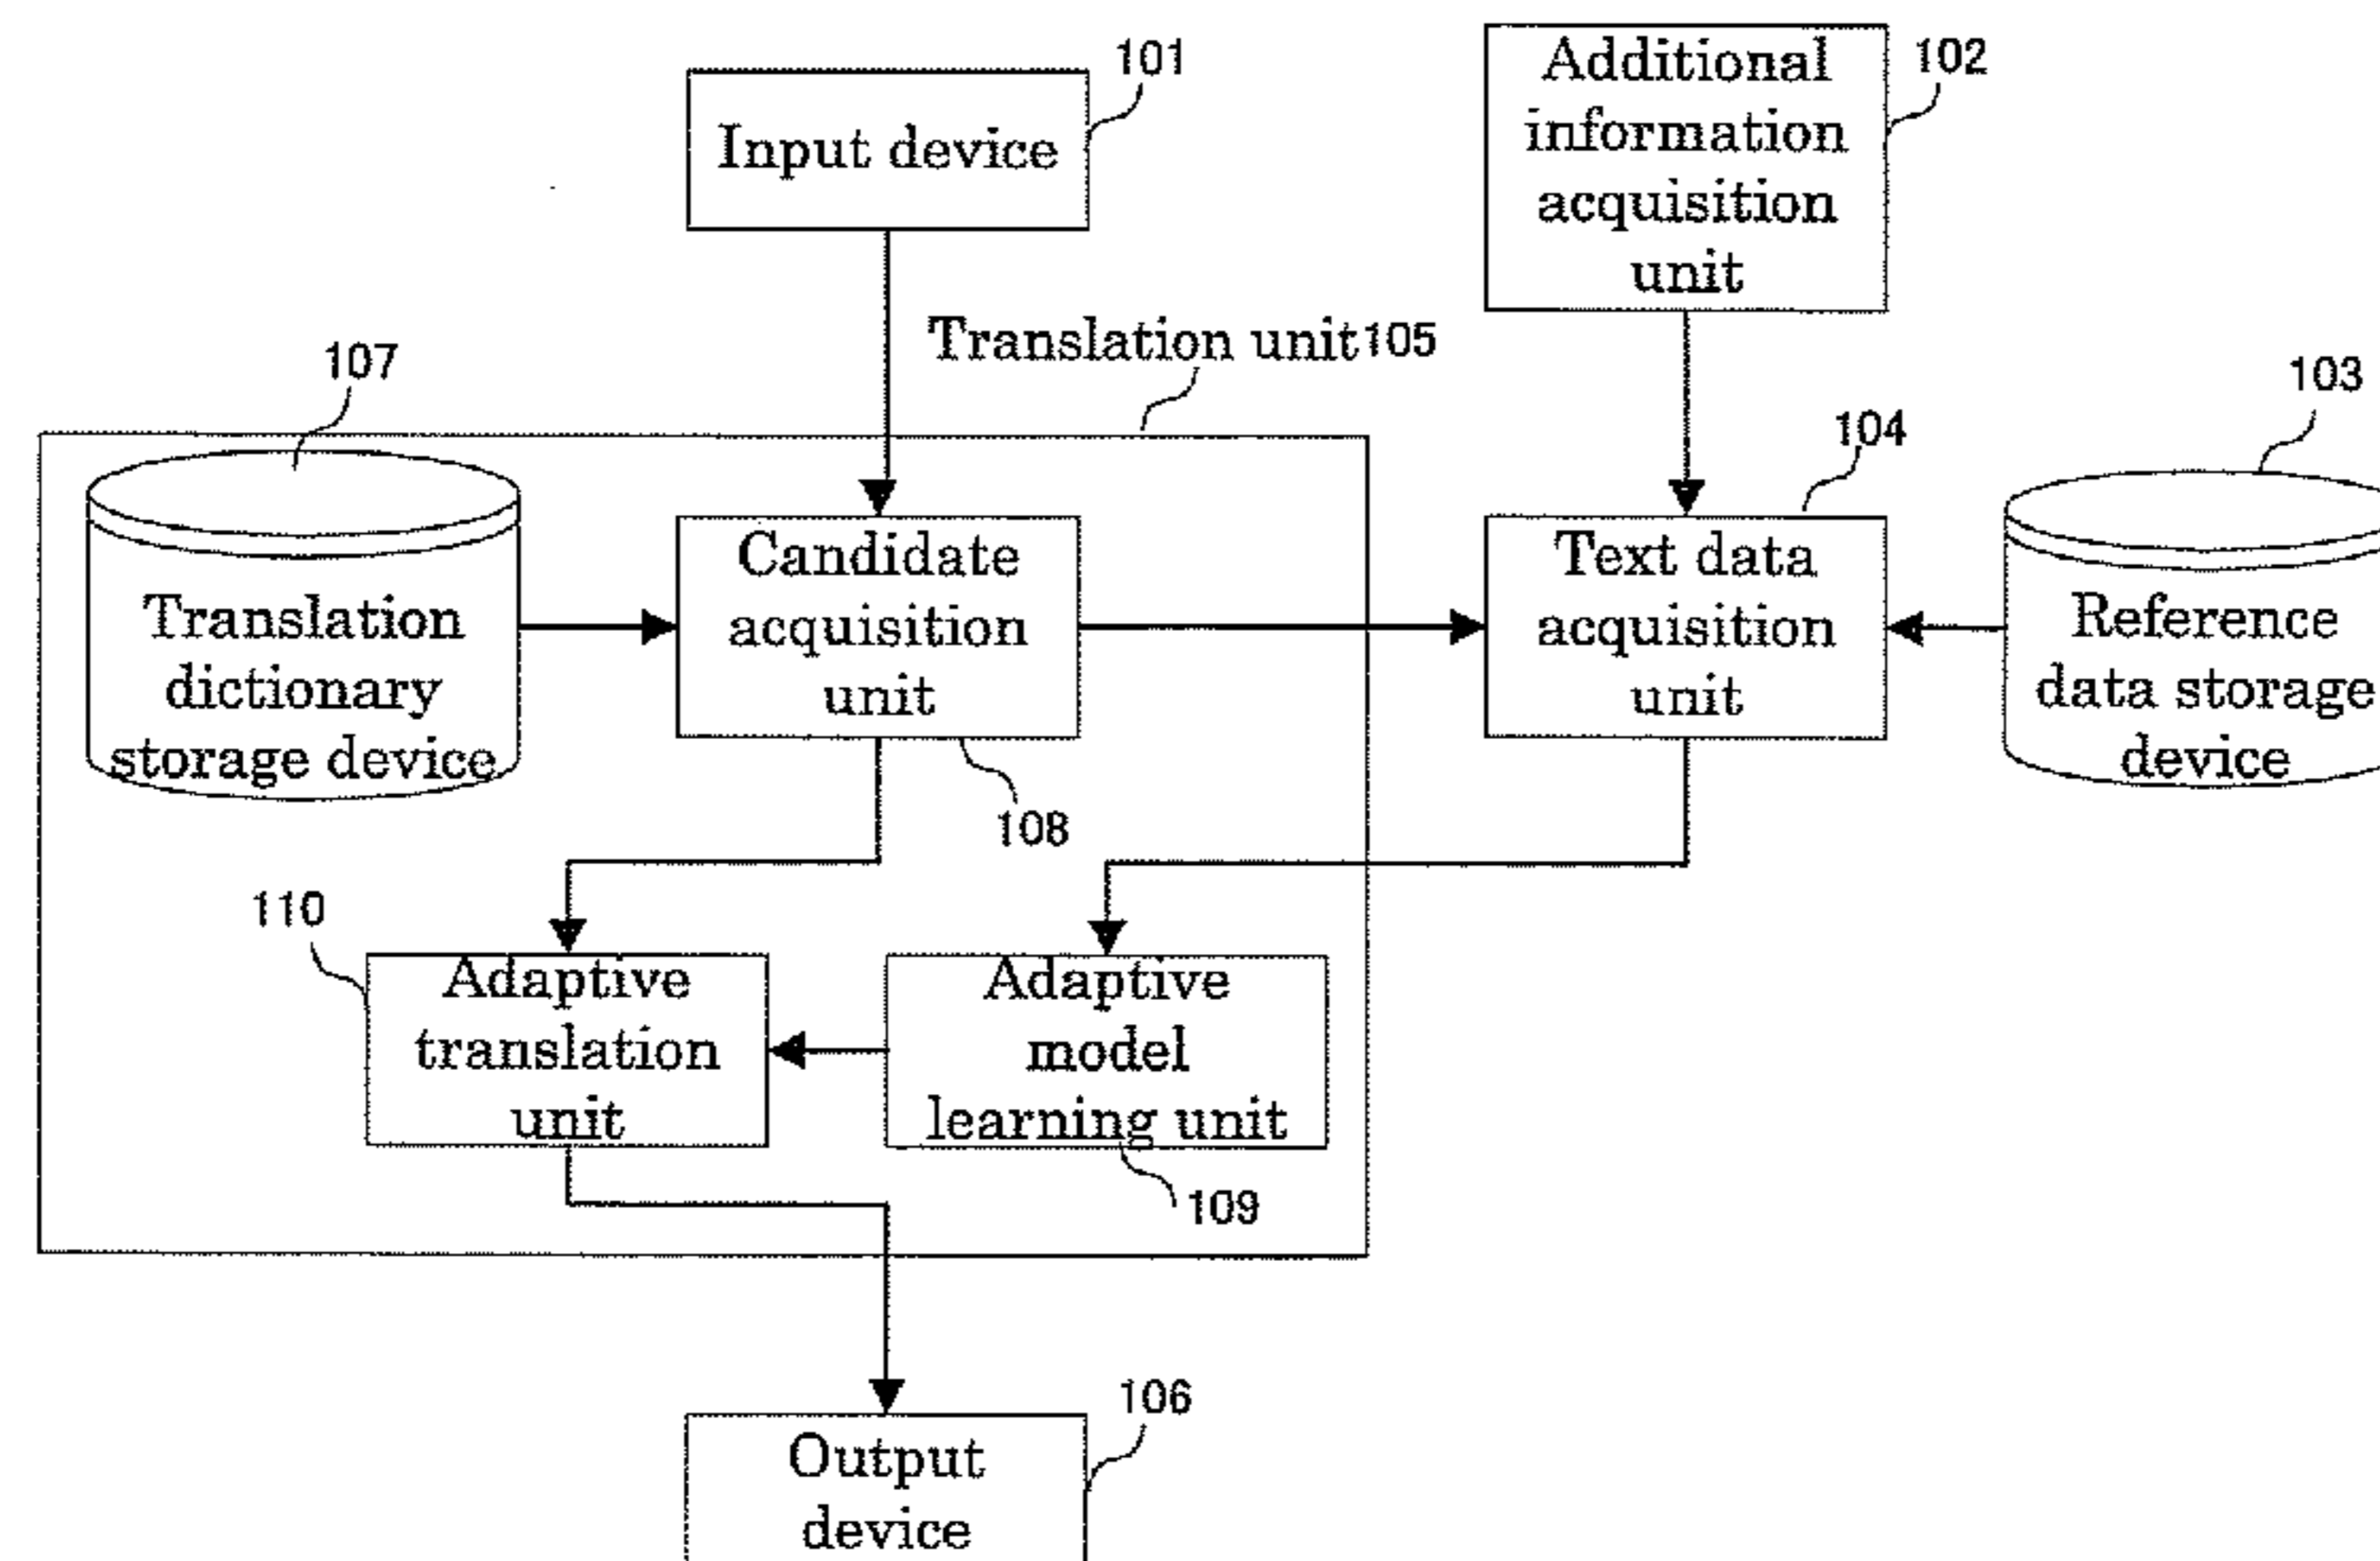 101
Input device
Additional
information
acquisition
unit
102
Translation unit105
107
Translation
dictionary
storage device
Candidate
acquisition
unit
108
104
Text data
acquisition
unit
103
Reference
data storage
device
110
Adaptive
translation
unit
Adaptive
model
learning unit
109
106
Output
device